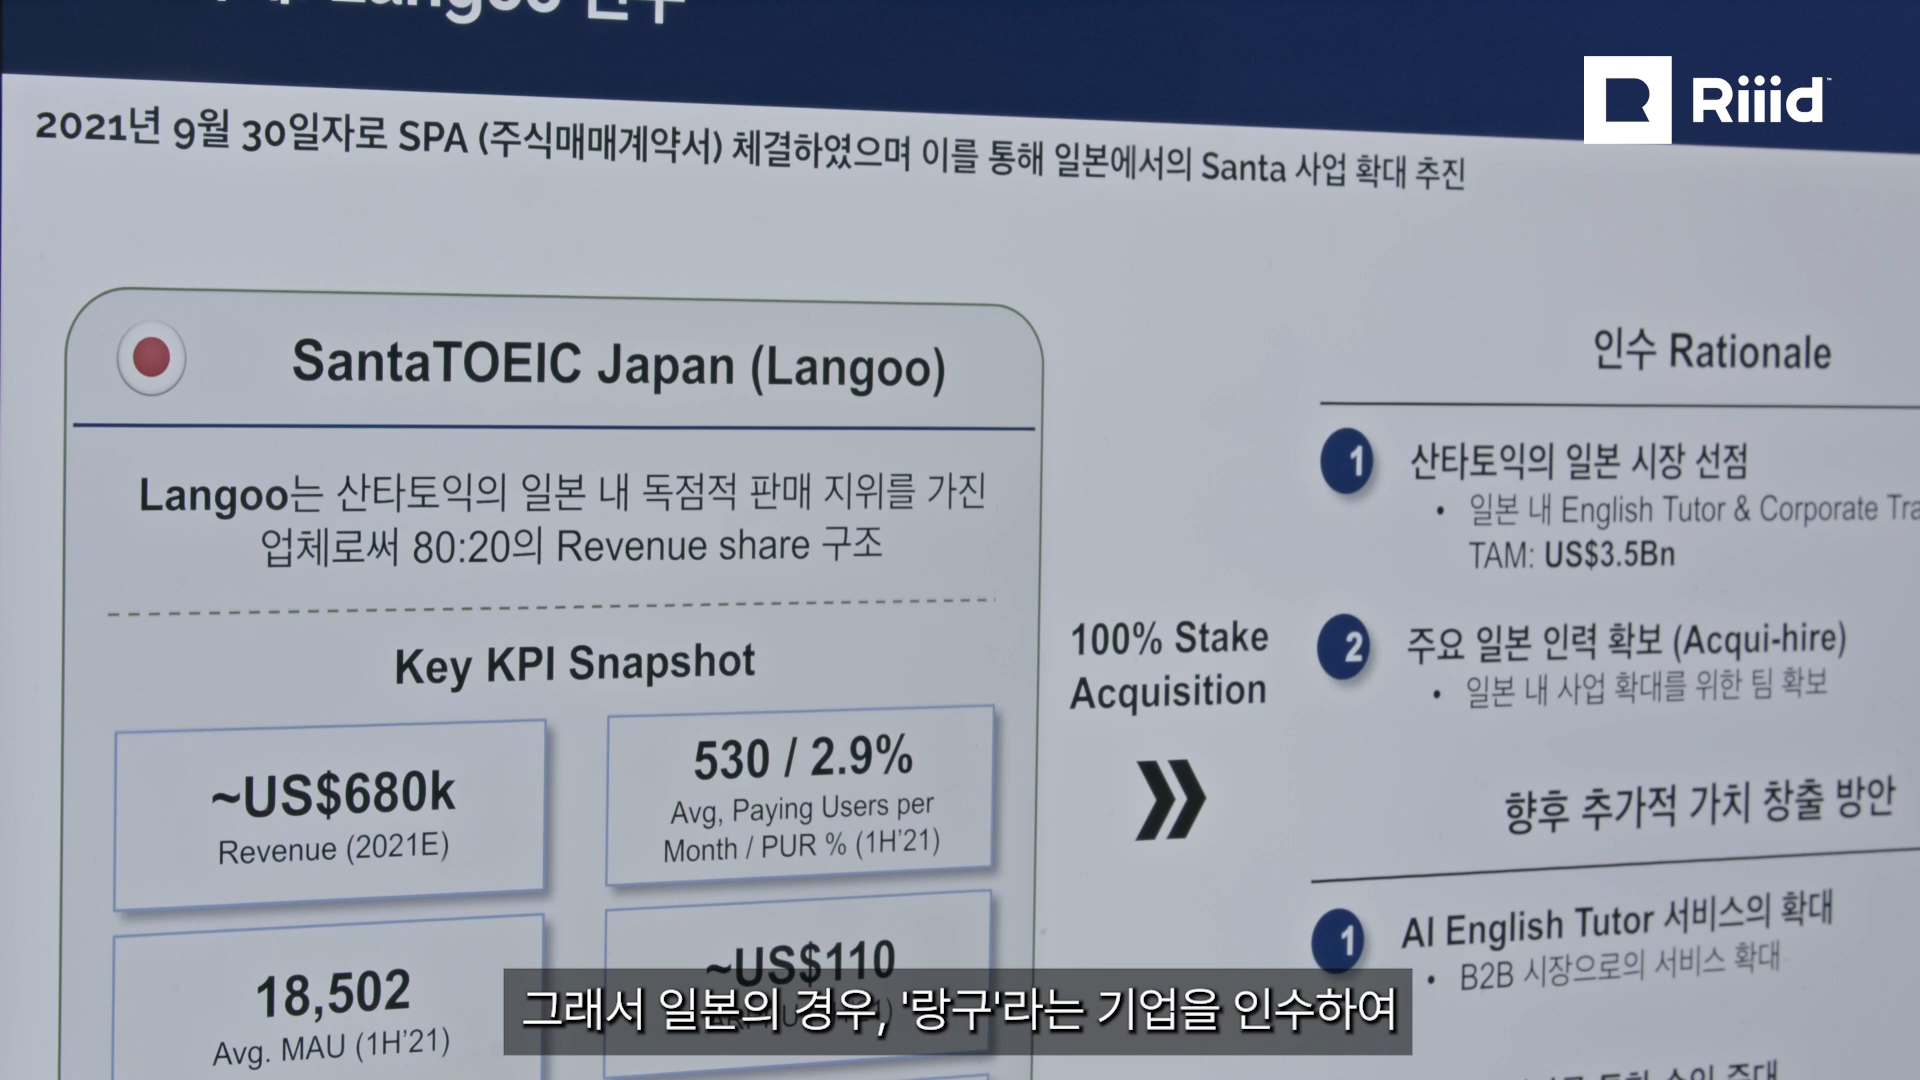 Langoo 인수
Riiid
2021년 9월 30일자로 SPA (주식매매계약서) 체결하였으며 이를 통해 일본에서의 Santa 사업 확대 추진
SantaTOEIC Japan (Langoo)
Langoo는 산타토익의 일본 내 독점적 판매 지위를 가진
업체로써 80:20의 Revenue share 구조
Key KPI Snapshot
~US$680k
Revenue (2021E)
530 / 2.9%
Avg, Paying Users per
Month / PUR % (1H'21)
18,502
Avg. MAU (1H'21)
~US$110
100% Stake
Acquisition
인수 Rationale
1 산타토익의 일본 시장 선점
• 일본 내 English Tutor & Corporate
TAM: US$3.5Bn
2 주요 일본 인력 확보 (Acqui-hire)
• 일본 내 사업 확대를 위한 팀 확보
향후 추가적 가치 창출 방안
1 AI English Tutor 서비스의 확대
• B2B 시장으로의 서비스 확대
그래서 일본의 경우, '랑구'라는 기업을 인수하여